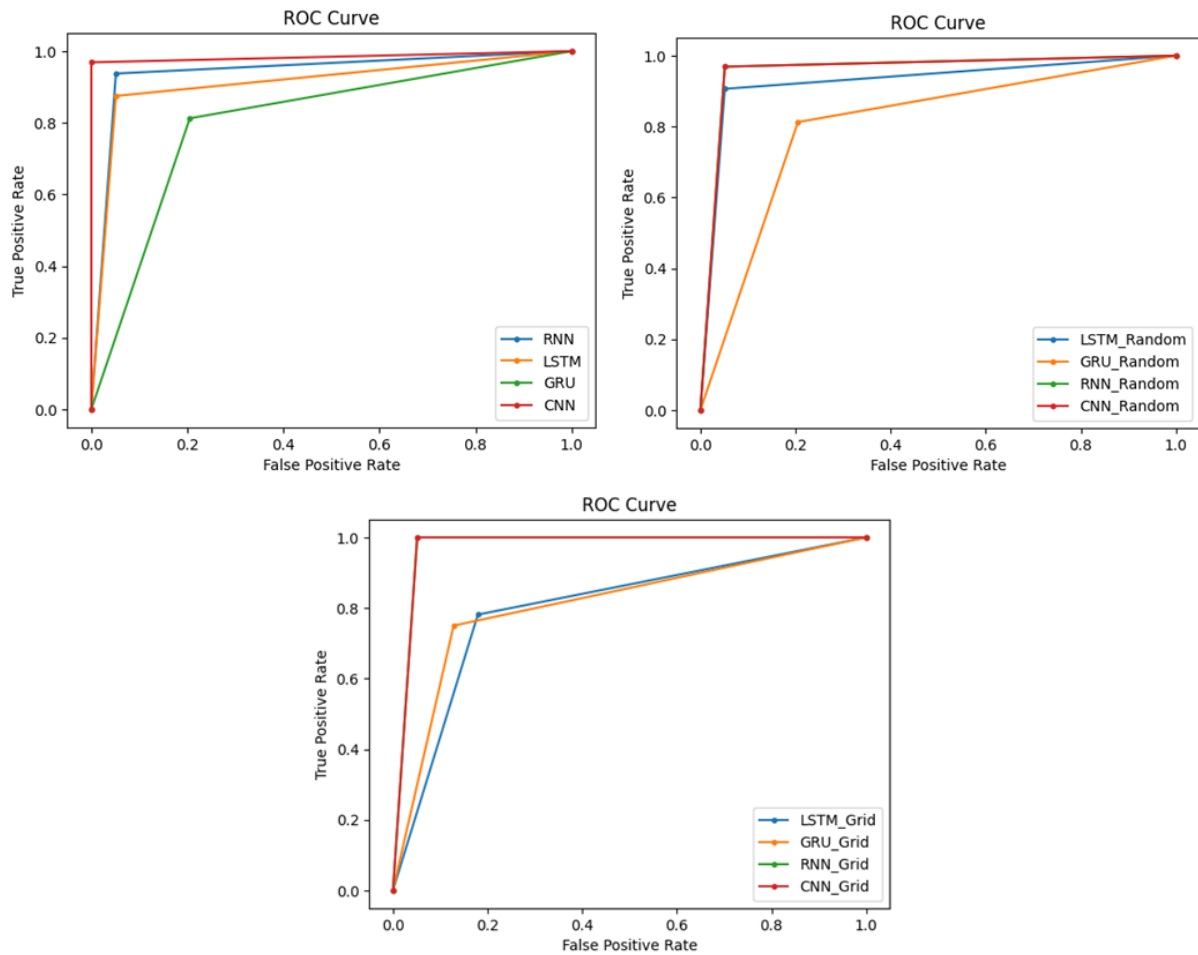 ROC Curve
1.0
0.8
0.6
0.4
0.2
0.0
True Positive Rate
RNN
LSTM
GRU
CNN
0.0 0.2 0.4 0.6 0.8 1.0
False Positive Rate
ROC Curve
1.0
0.8
0.6
0.4
0.2
0.0
True Positive Rate
LSTM_Random
GRU_Random
RNN_Random
CNN_Random
0.0 0.2 0.4 0.6 0.8 1.0
False Positive Rate
ROC Curve
1.0
0.8
0.6
0.4
0.2
0.0
True Positive Rate
LSTM_Grid
GRU_Grid
RNN_Grid
CNN_Grid
0.0 0.2 0.4 0.6 0.8 1.0
False Positive Rate